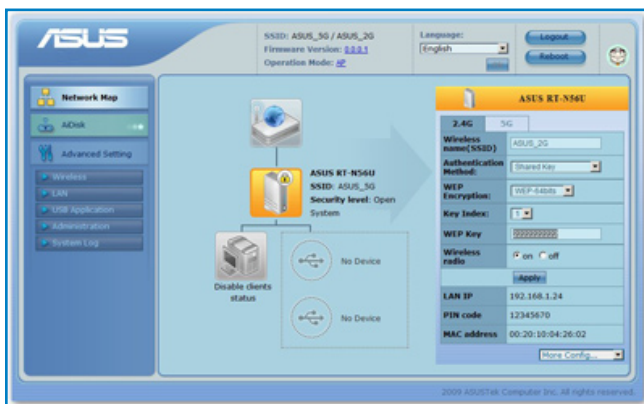 ASUS
SSID: ASUS_5G / ASUS_2G
Firmware Version: 0.0.0.1
Operation Mode: AP
Language:
English
Logout
Reboot
Network Map
AiDisk
Advanced Setting
Wireless
LAN
USB Application
Administration
System Log
ASUS RT-N56U
SSID: ASUS_5G
Security level: Open
System
Disable clients
status
No Device
No Device
ASUS RT-N56U
2.4G 5G
Wireless name(SSID) ASUS_2G
Authentication Method: Shared Key
WEP Encryption: WEP-64bits
Key Index: 1
WEP Key 2222222222
Wireless radio on off
Apply
LAN IP 192.168.1.24
PIN code 12345670
MAC address 00:20:10:04:26:02
More Config...
2009 ASUSTek Computer Inc. All rights reserved.